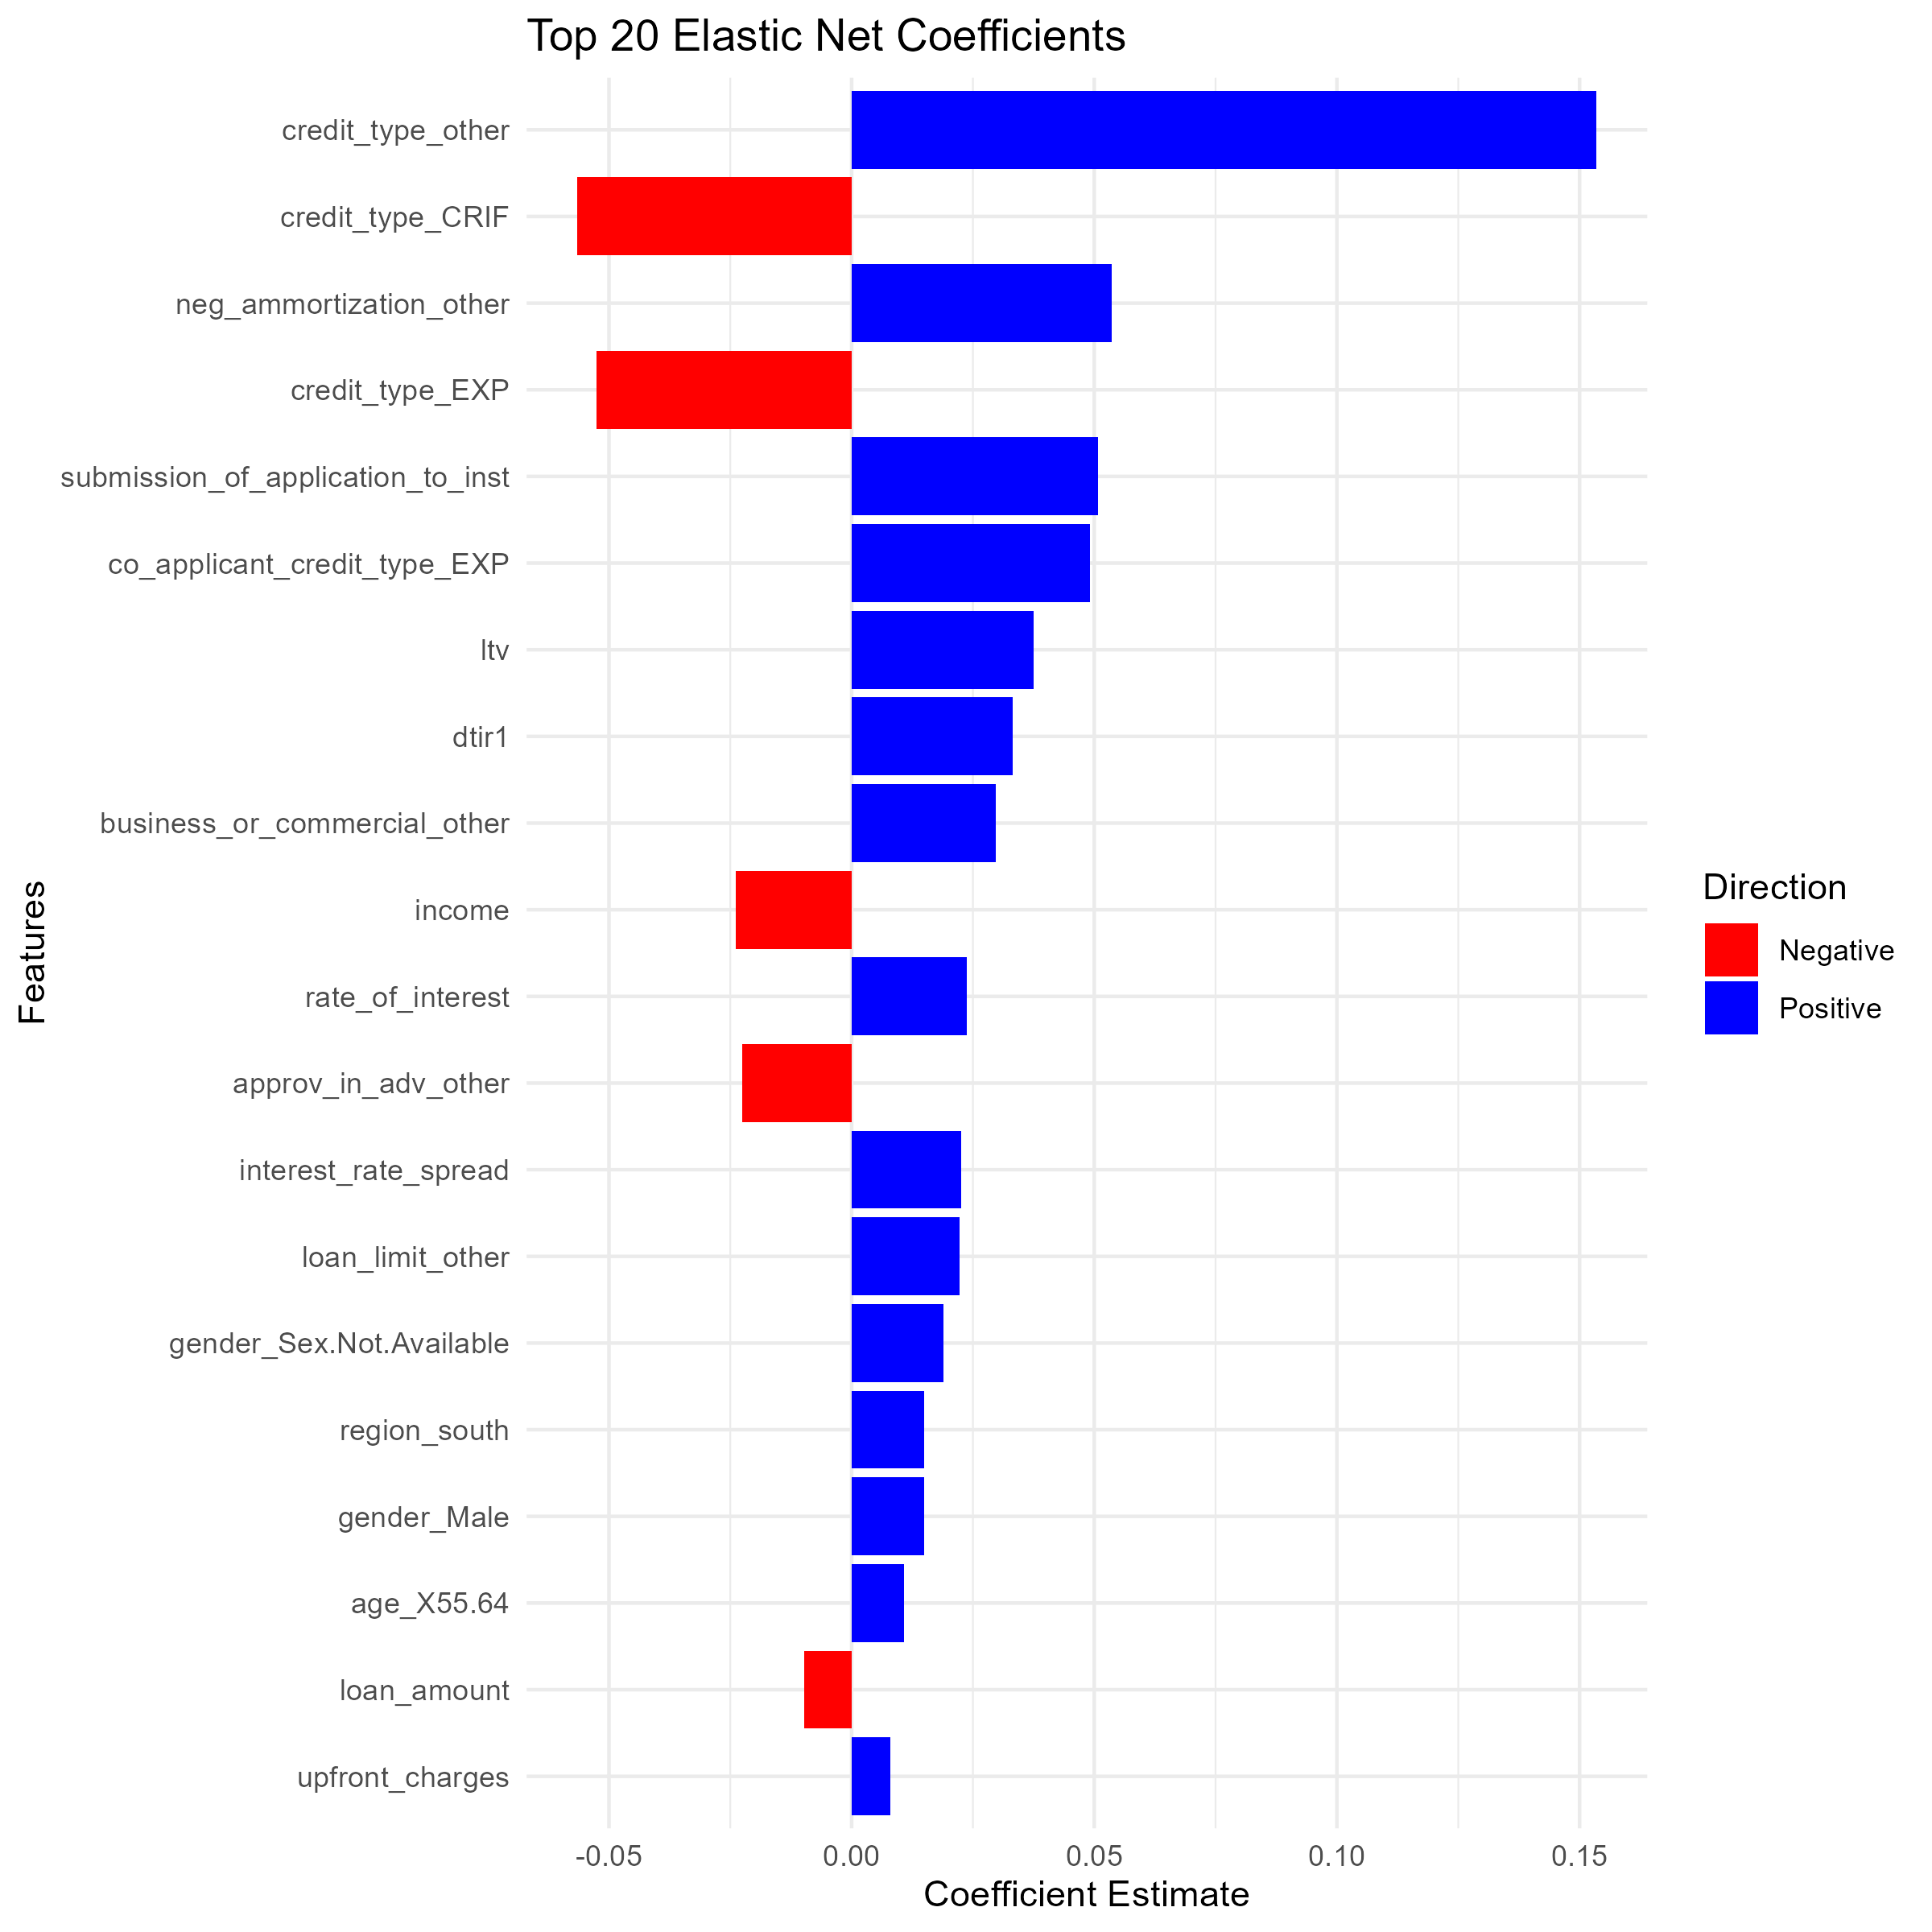 Top 20 Elastic Net Coefficients
credit_type_other
credit_type_CRIF
neg_ammortization_other
credit_type_EXP
submission_of_application_to_inst
co_applicant_credit_type_EXP
ltv
dtir1
business_or_commercial_other
income
rate_of_interest
approv_in_adv_other
interest_rate_spread
loan_limit_other
gender_Sex.Not.Available
region_south
gender_Male
age_X55.64
loan_amount
upfront_charges
Features
-0.05 0.00 0.05 0.10 0.15
Coefficient Estimate
Direction
Negative
Positive